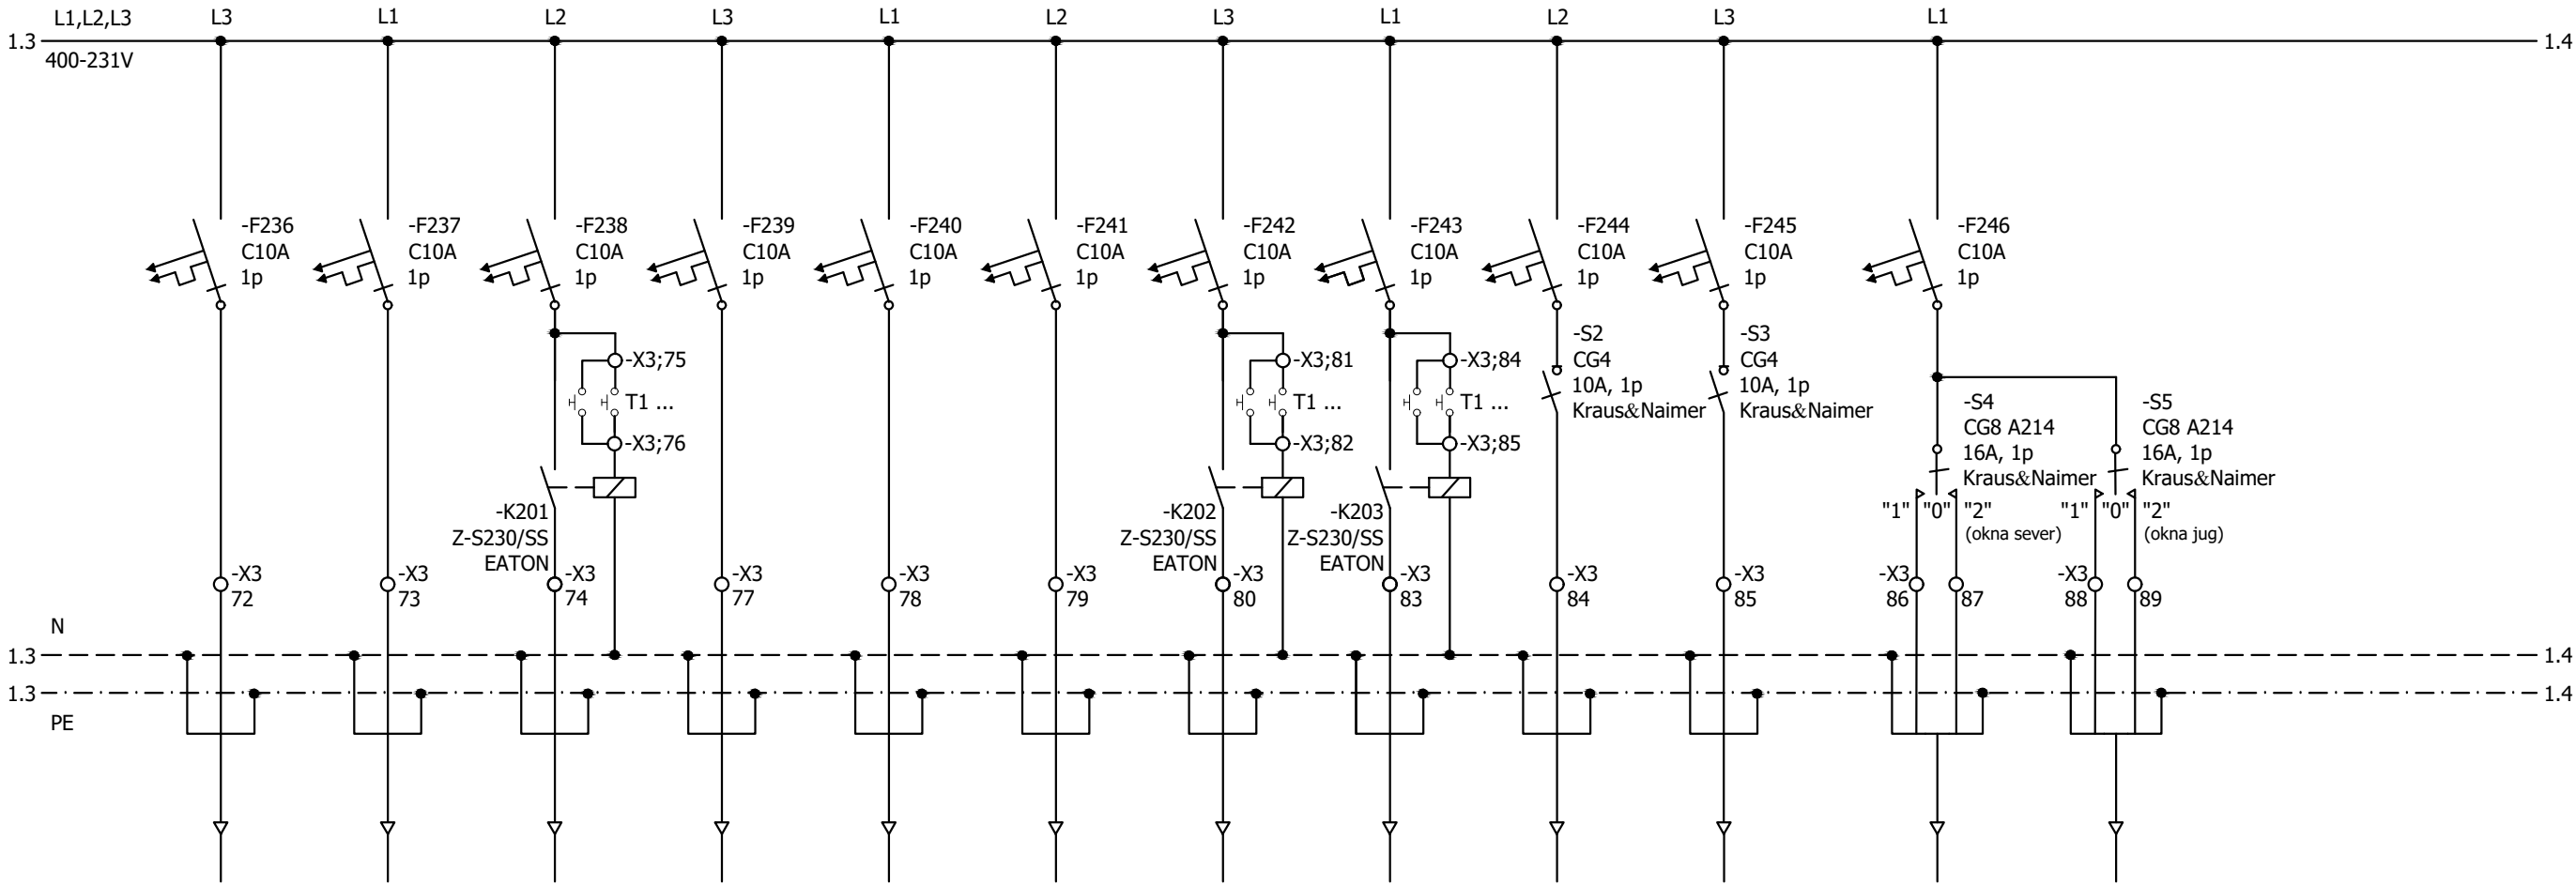 L1,L2,L3 L3 L1 L2 L3 L1 L2 L3 L1 L2 L3 L1
1.3 1.4
400-231V
-F236 -F237 -F238 -F239 -F240 -F241 -F242 -F243 -F244 -F245 -F246
C10A C10A C10A C10A C10A C10A C10A C10A C10A C10A C10A
1p 1p 1p 1p 1p 1p 1p 1p 1p 1p 1p
-S2 -S3
-X3;75 -X3;81 -X3;84 CG4 CG4
10A, 1p 10A, 1p
T1 ... T1 ... T1 ... Kraus&Naimer Kraus&Naimer -S4 -S5
CG8 A214 CG8 A214
-X3;76 -X3;82 -X3;85 16A, 1p 16A, 1p
Kraus&Naimer Kraus&Naimer
-K201 -K202 -K203 "1" "0" "2" "1" "0" "2"
Z-S230/SS Z-S230/SS Z-S230/SS (okna sever) (okna jug)
EATON EATON EATON
-X3 -X3 -X3 -X3 -X3 -X3 -X3 -X3 -X3 -X3 -X3 -X3
72 73 74 77 78 79 80 83 84 85 86 87 88 89
N
1.3 1.4
1.3 1.4
PE